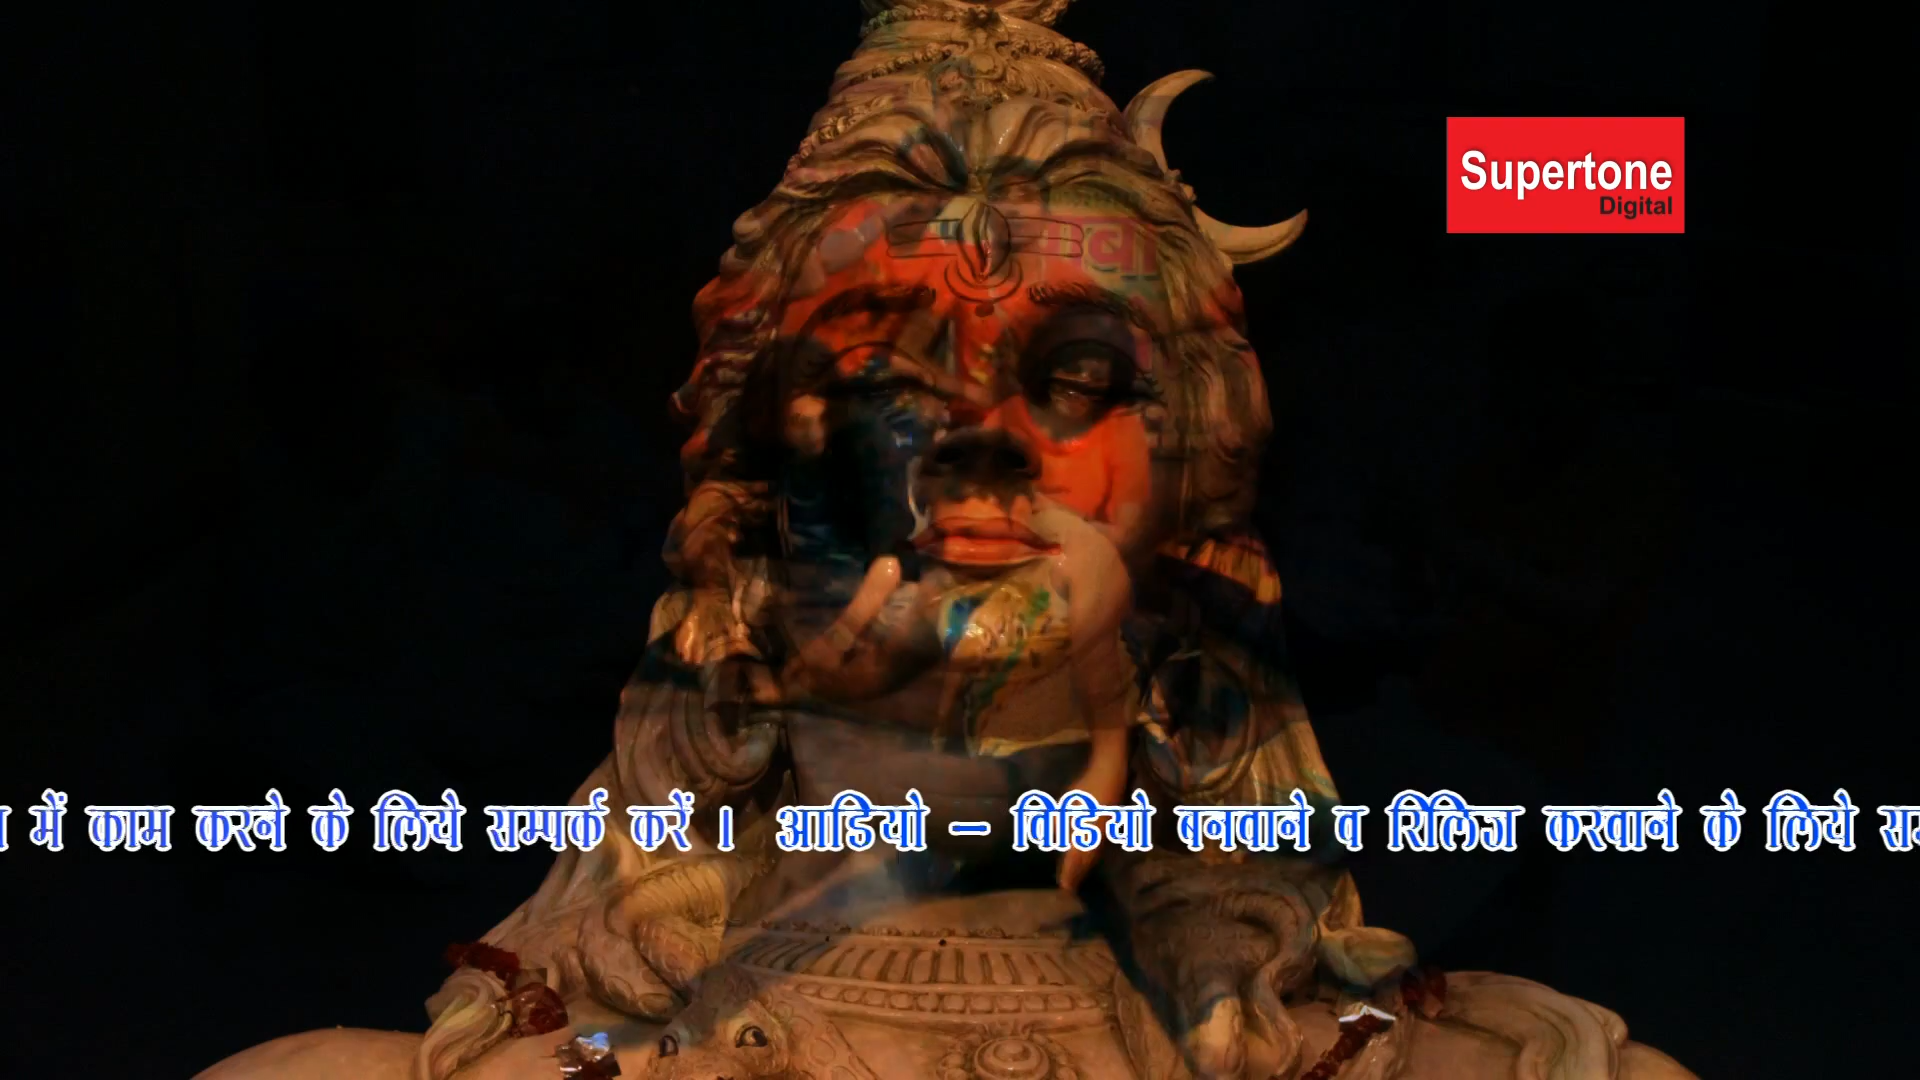 Supertone
Digital
में काम करने के लिये सम्पर्क करें । आडियो – विडियो बनवाने व रिलिज करवाने के लिये